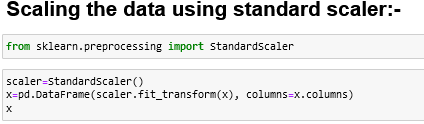 Scaling the data using standard scaler:-
from sklearn.preprocessing import StandardScaler
scaler=StandardScaler()
x=pd.DataFrame(scaler.fit_transform(x), columns=x.columns)
x